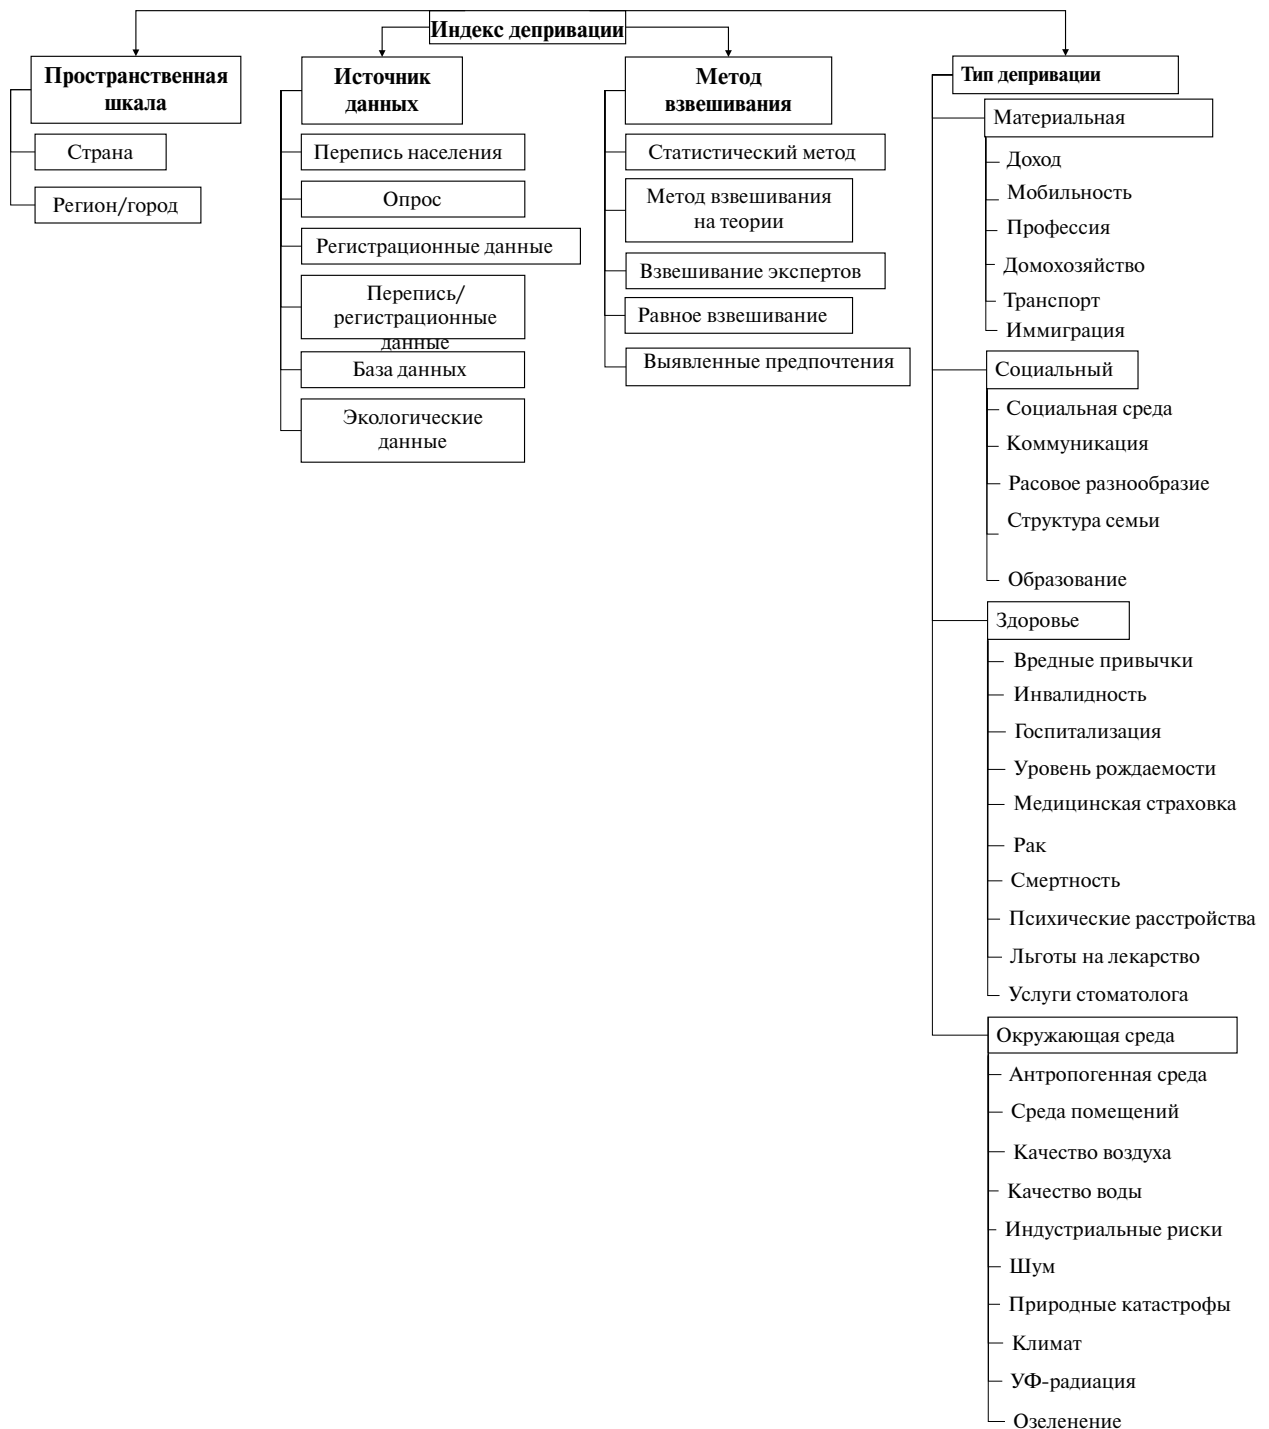 Индекс депривации
Пространственная
шкала
Страна
Регион/город
Источник
данных
Перепись населения
Опрос
Регистрационные данные
Перепись/
регистрационные
данные
База данных
Экологические
данные
Метод
взвешивания
Статистический метод
Метод взвешивания
на теории
Взвешивание экспертов
Равное взвешивание
Выявленные предпочтения
Тип депривации
Материальная
Доход
Мобильность
Профессия
Домохозяйство
Транспорт
Иммиграция
Социальный
Социальная среда
Коммуникация
Расовое разнообразие
Структура семьи
Образование
Здоровье
Вредные привычки
Инвалидность
Госпитализация
Уровень рождаемости
Медицинская страховка
Рак
Смертность
Психические расстройства
Льготы на лекарство
Услуги стоматолога
Окружающая среда
Антропогенная среда
Среда помещений
Качество воздуха
Качество воды
Индустриальные риски
Шум
Природные катастрофы
Климат
УФ-радиация
Озеленение